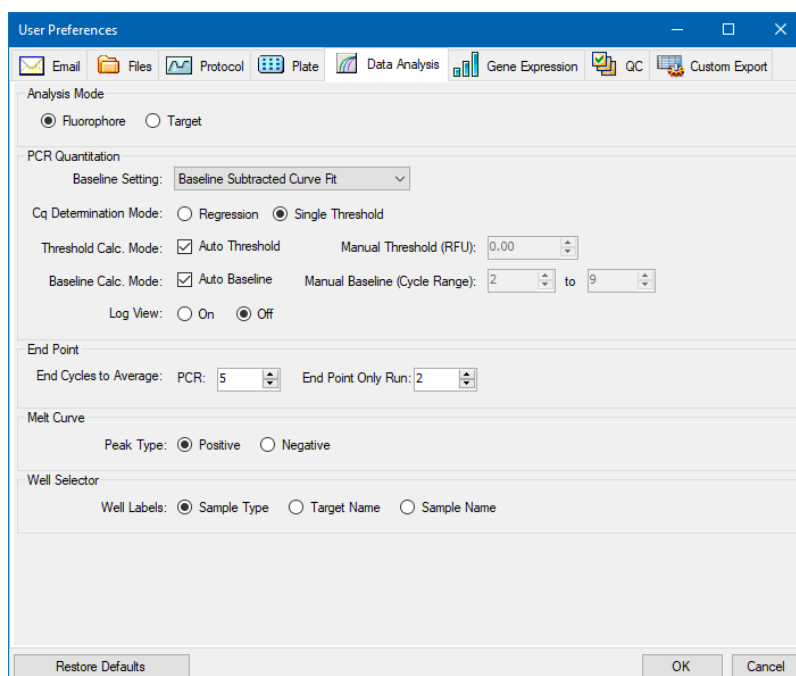 User Preferences
Email Files Protocol Plate Data Analysis Gene Expression QC Custom Export
Analysis Mode
Fluorophore Target
PCR Quantitation
Baseline Setting: Baseline Subtracted Curve Fit
Cq Determination Mode: Regression Single Threshold
Threshold Calc. Mode: Auto Threshold Manual Threshold (RFU): 0.00
Baseline Calc. Mode: Auto Baseline Manual Baseline (Cycle Range): 2 to 9
Log View: On Off
End Point
End Cycles to Average: PCR: 5 End Point Only Run: 2
Melt Curve
Peak Type: Positive Negative
Well Selector
Well Labels: Sample Type Target Name Sample Name
Restore Defaults OK Cancel